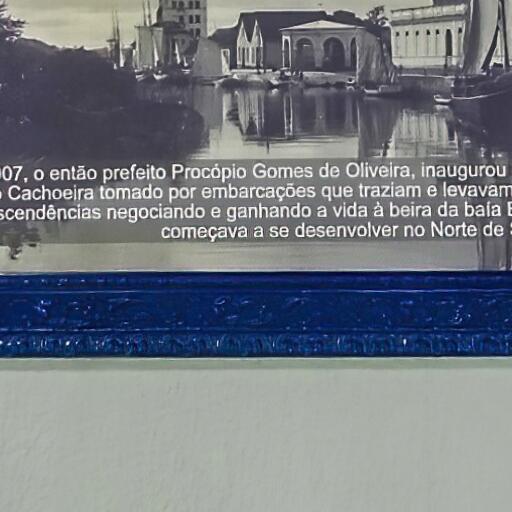 007, o então prefeito Procópio Gomes de Oliveira, inaugurou
Cachoeira tomado por embarcações que traziam e levavam
scendências negociando e ganhando a vida à beira da baía
começava a se desenvolver no Norte de